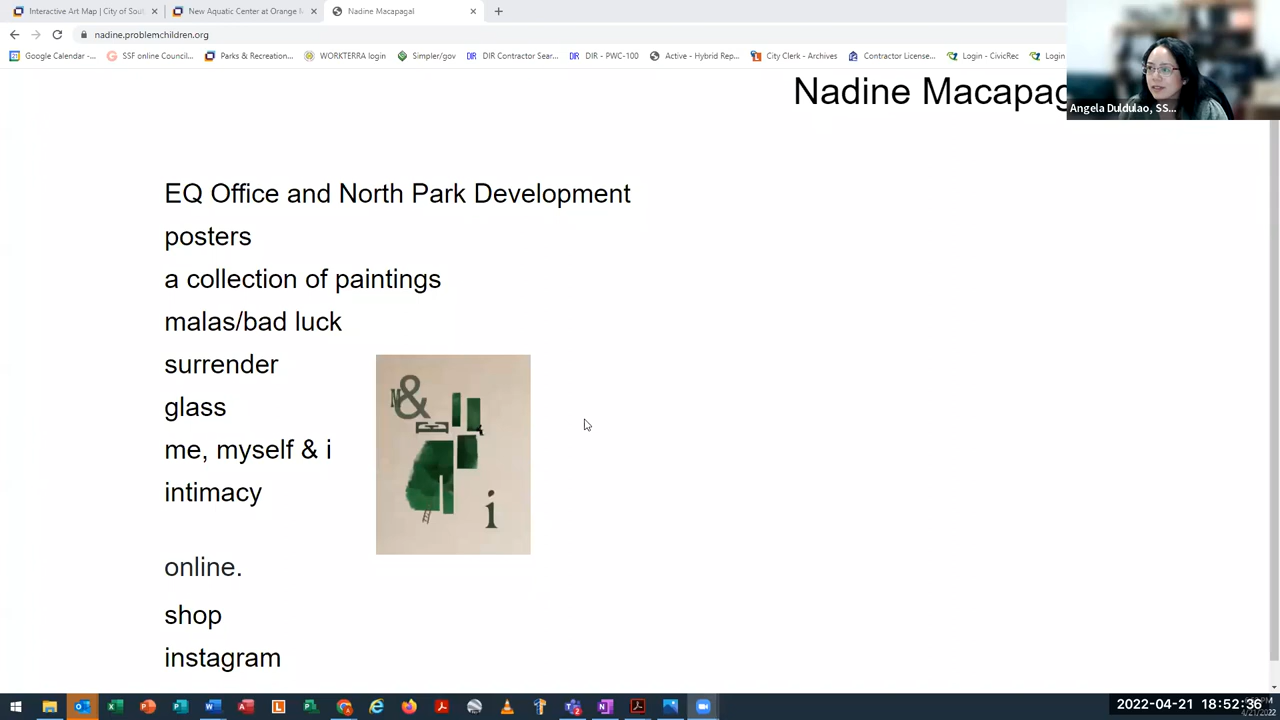 Interactive Art Map | City of Sou
New Aquatic Center at Orange M
Nadine Macapagal
nadine.problemchildren.org
Google Calendar -...
SSF online Council...
Parks & Recreation...
WORKTERRA login
Simpler/gov
DIR Contractor Sear...
DIR - PWC-100
Active - Hybrid Rep...
City Clerk - Archives
Contractor License...
Login - CivicRec
Login
Angela Duldulao, SS...
Nadine Macapag
EQ Office and North Park Development
posters
a collection of paintings
malas/bad luck
surrender
glass
me, myself & i
intimacy
N&
i
online.
shop
instagram
2022-04-21 18:52:36